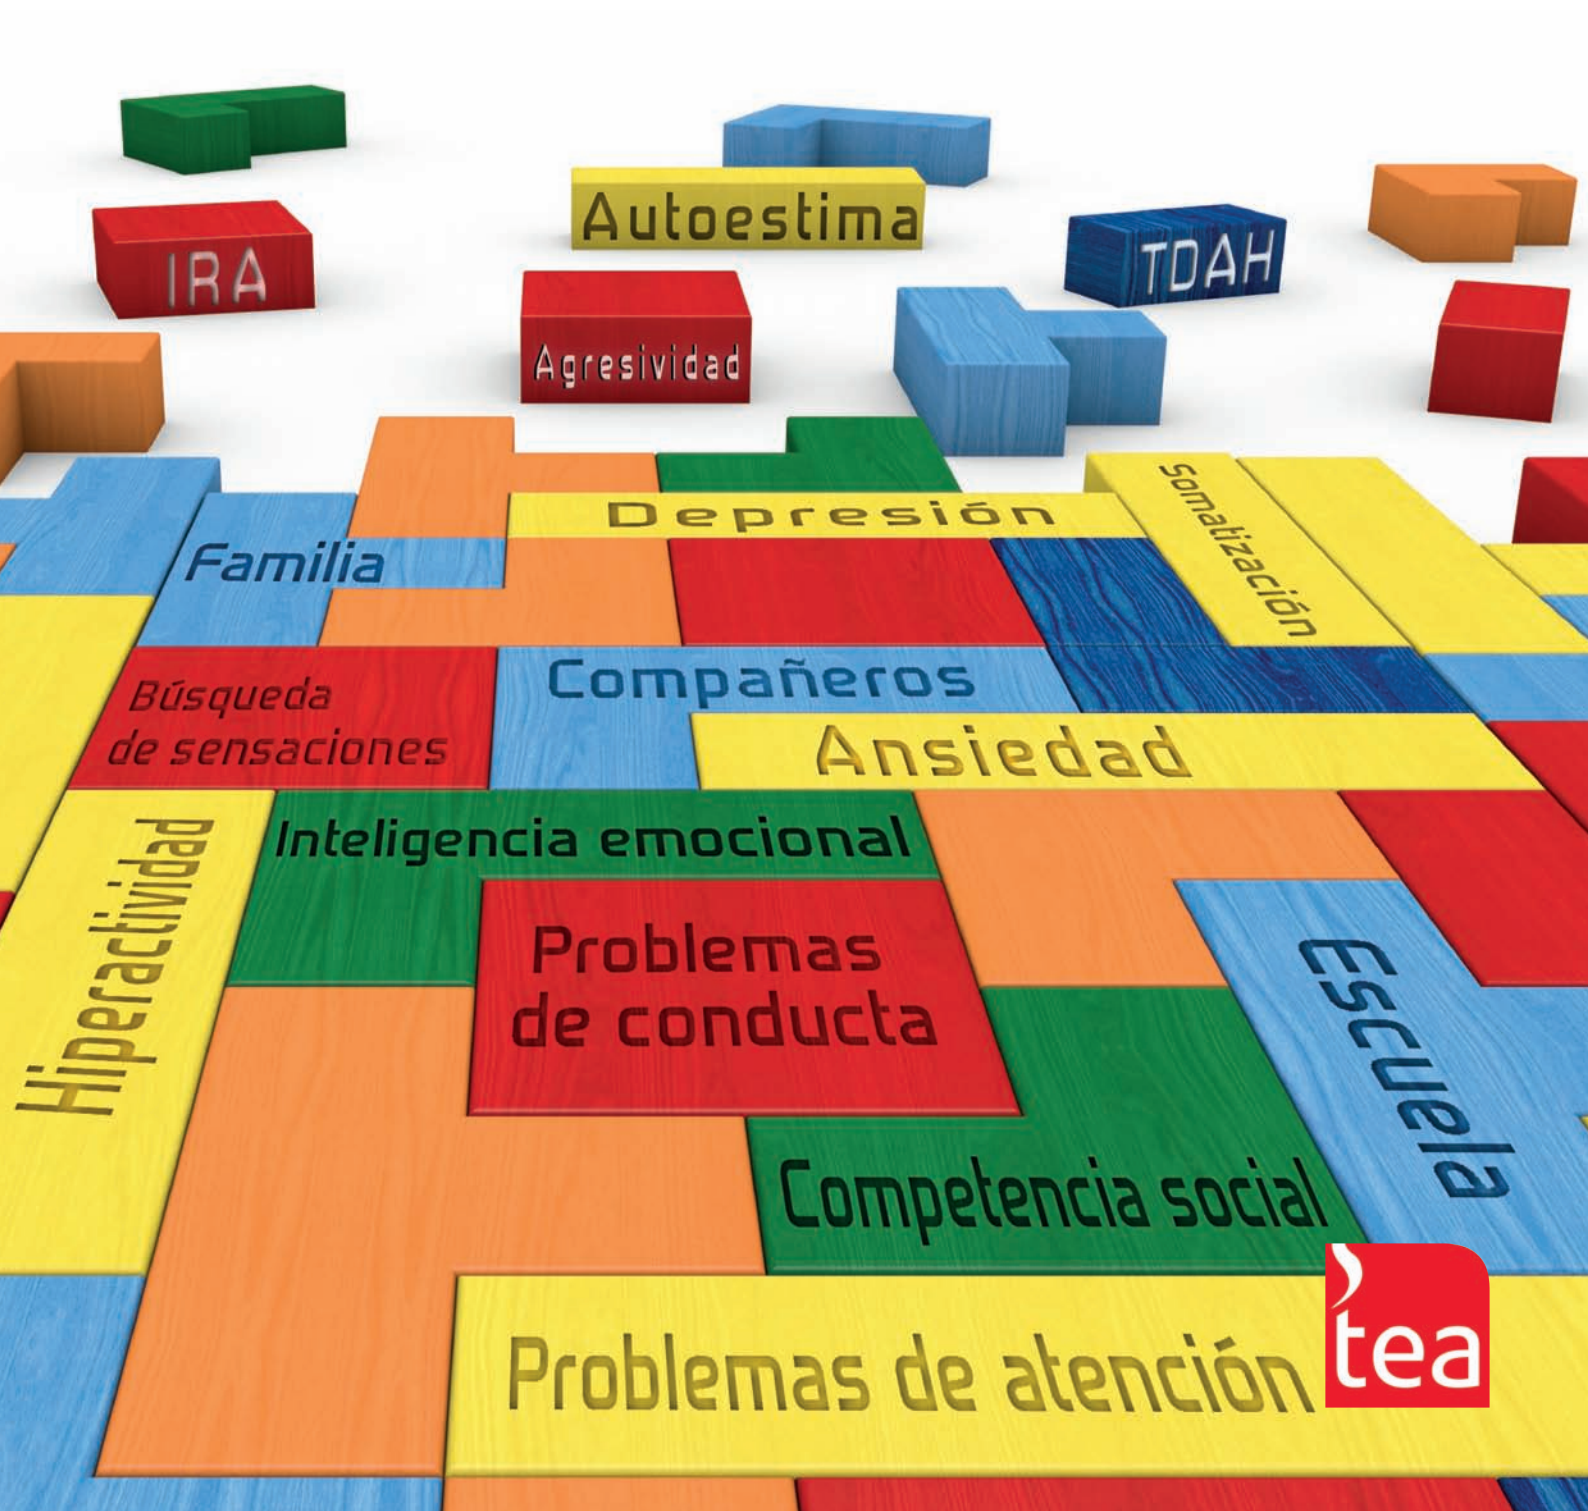 Autoestima
IRA
TDAH
Agresividad
Somatización
Depresión
Familia
Compañeros
Búsqueda
de sensaciones
Ansiedad
Hiperactividad
Inteligencia emocional
Problemas
de conducta
Escuela
Competencia social
Problemas de atención
tea